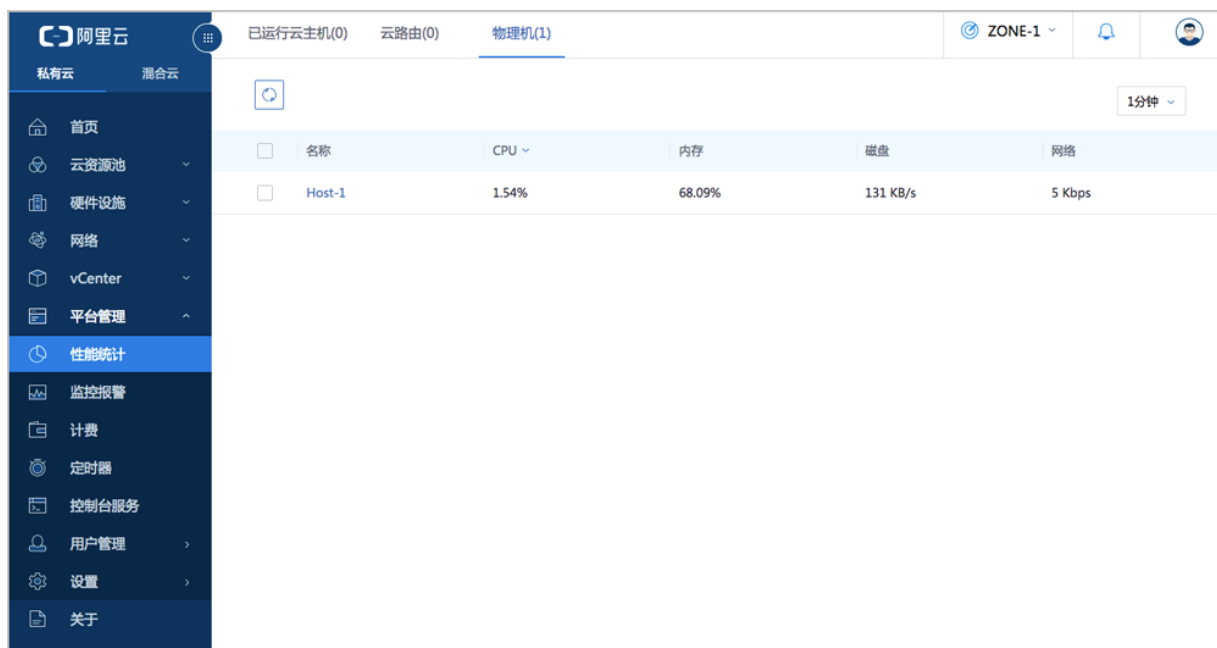 阿里云
私有云 混合云
首页
云资源池
硬件设施
网络
vCenter
平台管理
性能统计
监控报警
计费
定时器
控制台服务
用户管理
设置
关于
已运行云主机(0) 云路由(0) 物理机(1) ZONE-1
1分钟
名称 CPU 内存 磁盘 网络
Host-1 1.54% 68.09% 131 KB/s 5 Kbps